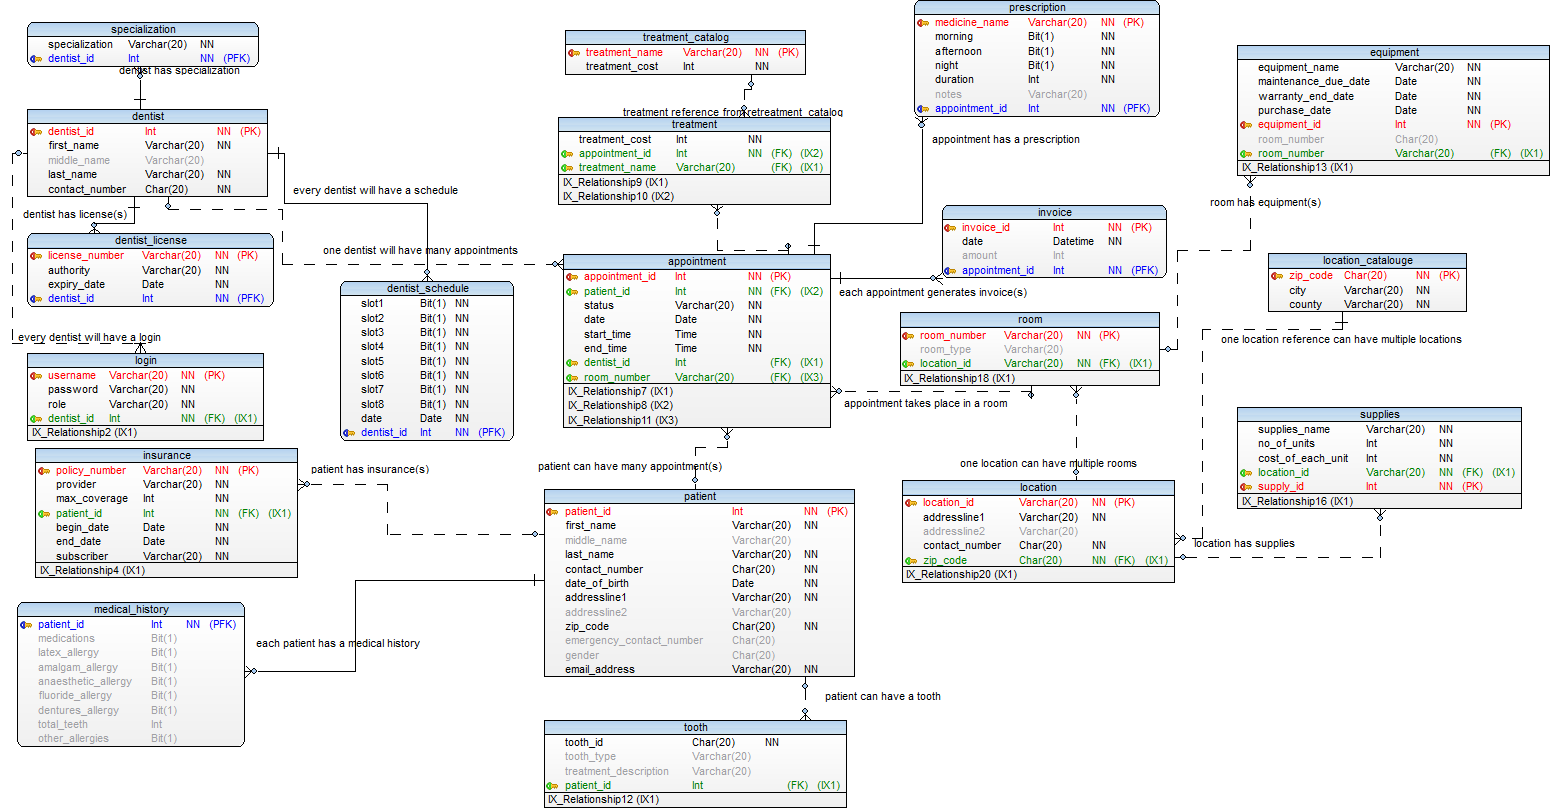 specialization
specialization Varchar(20) NN
dentist_id Int NN (PFK)
dentist has specialization
dentist
dentist_id Int NN (PK)
first_name Varchar(20) NN
middle_name Varchar(20)
last_name Varchar(20) NN
contact_number Char(20) NN
dentist has license(s)
dentist_license
license_number Varchar(20) NN (PK)
authority Varchar(20) NN
expiry_date Date NN
dentist_id Int NN (PFK)
every dentist will have a login
login
username Varchar(20) NN (PK)
password Varchar(20) NN
role Varchar(20) NN
dentist_id Int NN (FK) (IX1)
IX_Relationship2 (IX1)
every dentist will have a schedule
one dentist will have many appointments
dentist_schedule
slot1 Bit(1) NN
slot2 Bit(1) NN
slot3 Bit(1) NN
slot4 Bit(1) NN
slot5 Bit(1) NN
slot6 Bit(1) NN
slot7 Bit(1) NN
slot8 Bit(1) NN
date Date NN
dentist_id Int NN (PFK)
insurance
policy_number Varchar(20) NN (PK)
provider Varchar(20) NN
max_coverage Int NN
patient_id Int NN (FK) (IX1)
begin_date Date NN
end_date Date NN
subscriber Varchar(20) NN
IX_Relationship4 (IX1)
patient has insurance(s)
medical_history
patient_id Int NN (PFK)
medications Bit(1)
latex_allergy Bit(1)
amalgam_allergy Bit(1)
anaesthetic_allergy Bit(1)
fluoride_allergy Bit(1)
dentures_allergy Bit(1)
total_teeth Int
other_allergies Bit(1)
each patient has a medical history
treatment_catalog
treatment_name Varchar(20) NN (PK)
treatment_cost Int NN
treatment reference from retreatment_catalog
treatment
treatment_cost Int NN
appointment_id Int NN (FK) (IX2)
treatment_name Varchar(20) (FK) (IX1)
IX_Relationship9 (IX1)
IX_Relationship10 (IX2)
appointment
appointment_id Int NN (PK)
patient_id Int NN (FK) (IX2)
status Varchar(20) NN
date Date NN
start_time Time NN
end_time Time NN
dentist_id Int (FK) (IX1)
room_number Varchar(20) (FK) (IX3)
IX_Relationship7 (IX1)
IX_Relationship8 (IX2)
IX_Relationship11 (IX3)
patient can have many appointment(s)
patient
patient_id Int NN (PK)
first_name Varchar(20) NN
middle_name Varchar(20)
last_name Varchar(20) NN
contact_number Char(20) NN
date_of_birth Date NN
addressline1 Varchar(20) NN
addressline2 Varchar(20)
zip_code Char(20) NN
emergency_contact_number Char(20)
gender Char(20)
email_address Varchar(20) NN
patient can have a tooth
tooth
tooth_id Char(20) NN
tooth_type Varchar(20)
treatment_description Varchar(20)
patient_id Int (FK) (IX1)
IX_Relationship12 (IX1)
prescription
medicine_name Varchar(20) NN (PK)
morning Bit(1) NN
afternoon Bit(1) NN
night Bit(1) NN
duration Int NN
notes Varchar(20)
appointment_id Int NN (PFK)
appointment has a prescription
invoice
invoice_id Int NN (PK)
date Datetime NN
amount Int
appointment_id Int NN (PFK)
each appointment generates invoice(s)
room
room_number Varchar(20) NN (PK)
room_type Varchar(20)
location_id Varchar(20) NN (FK) (IX1)
IX_Relationship18 (IX1)
appointment takes place in a room
one location can have multiple rooms
location
location_id Varchar(20) NN (PK)
addressline1 Varchar(20) NN
addressline2 Varchar(20)
contact_number Char(20) NN
zip_code Char(20) NN (FK) (IX1)
IX_Relationship20 (IX1)
equipment
equipment_name Varchar(20) NN
maintenance_due_date Date NN
warranty_end_date Date NN
purchase_date Date NN
equipment_id Int NN (PK)
room_number Char(20)
room_number Varchar(20) (FK) (IX1)
IX_Relationship13 (IX1)
room has equipment(s)
location_catalouge
zip_code Char(20) NN (PK)
city Varchar(20) NN
county Varchar(20) NN
one location reference can have multiple locations
supplies
supplies_name Varchar(20) NN
no_of_units Int NN
cost_of_each_unit Int NN
location_id Varchar(20) NN (FK) (IX1)
supply_id Int NN (PK)
IX_Relationship16 (IX1)
location has supplies